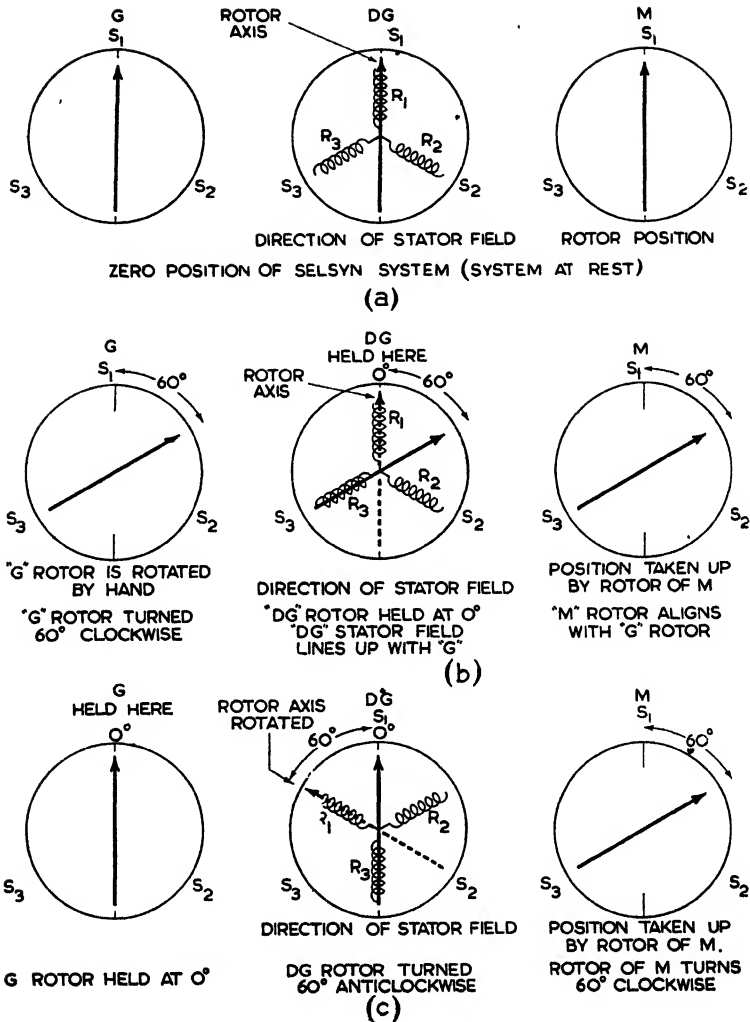 G
S1
ROTOR
AXIS
DG
S1
R1
R3
R2
M
S1
S3
S2
S3
S2
S3
S2
DIRECTION OF STATOR FIELD
ROTOR POSITION
ZERO POSITION OF SELSYN SYSTEM (SYSTEM AT REST)
(a)
G
S1
60°
S3
S2
"G" ROTOR IS ROTATED
BY HAND
"G" ROTOR TURNED
60° CLOCKWISE
DG
HELD HERE
0°
60°
ROTOR
AXIS
R1
R2
R3
S3
S2
DIRECTION OF STATOR FIELD
"DG" ROTOR HELD AT 0°
"DG" STATOR FIELD
LINES UP WITH "G"
M
S1
60°
S3
S2
POSITION TAKEN UP
BY ROTOR OF M
"M" ROTOR ALIGNS
WITH "G" ROTOR
(b)
G
HELD HERE
0°
S3
S2
G ROTOR HELD AT 0°
ROTOR AXIS
ROTATED
DG
S1
0°
60°
R1
R2
R3
S3
S2
DIRECTION OF STATOR FIELD
DG ROTOR TURNED
60° ANTICLOCKWISE
M
S1
60°
S3
S2
POSITION TAKEN UP
BY ROTOR OF M.
ROTOR OF M TURNS
60° CLOCKWISE
(c)